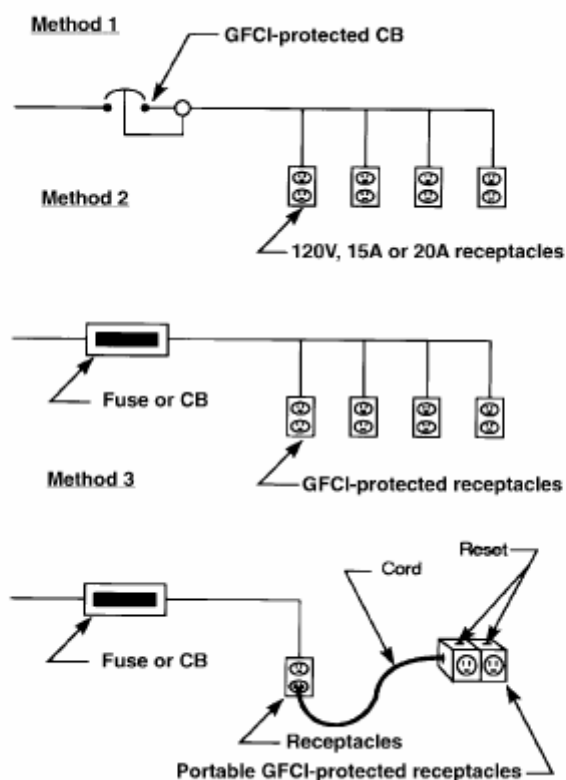 Method 1
GFCI-protected CB
Method 2
120V, 15A or 20A receptacles
Fuse or CB
GFCI-protected receptacles
Method 3
Reset
Cord
Fuse or CB
Receptacles
Portable GFCI-protected receptacles